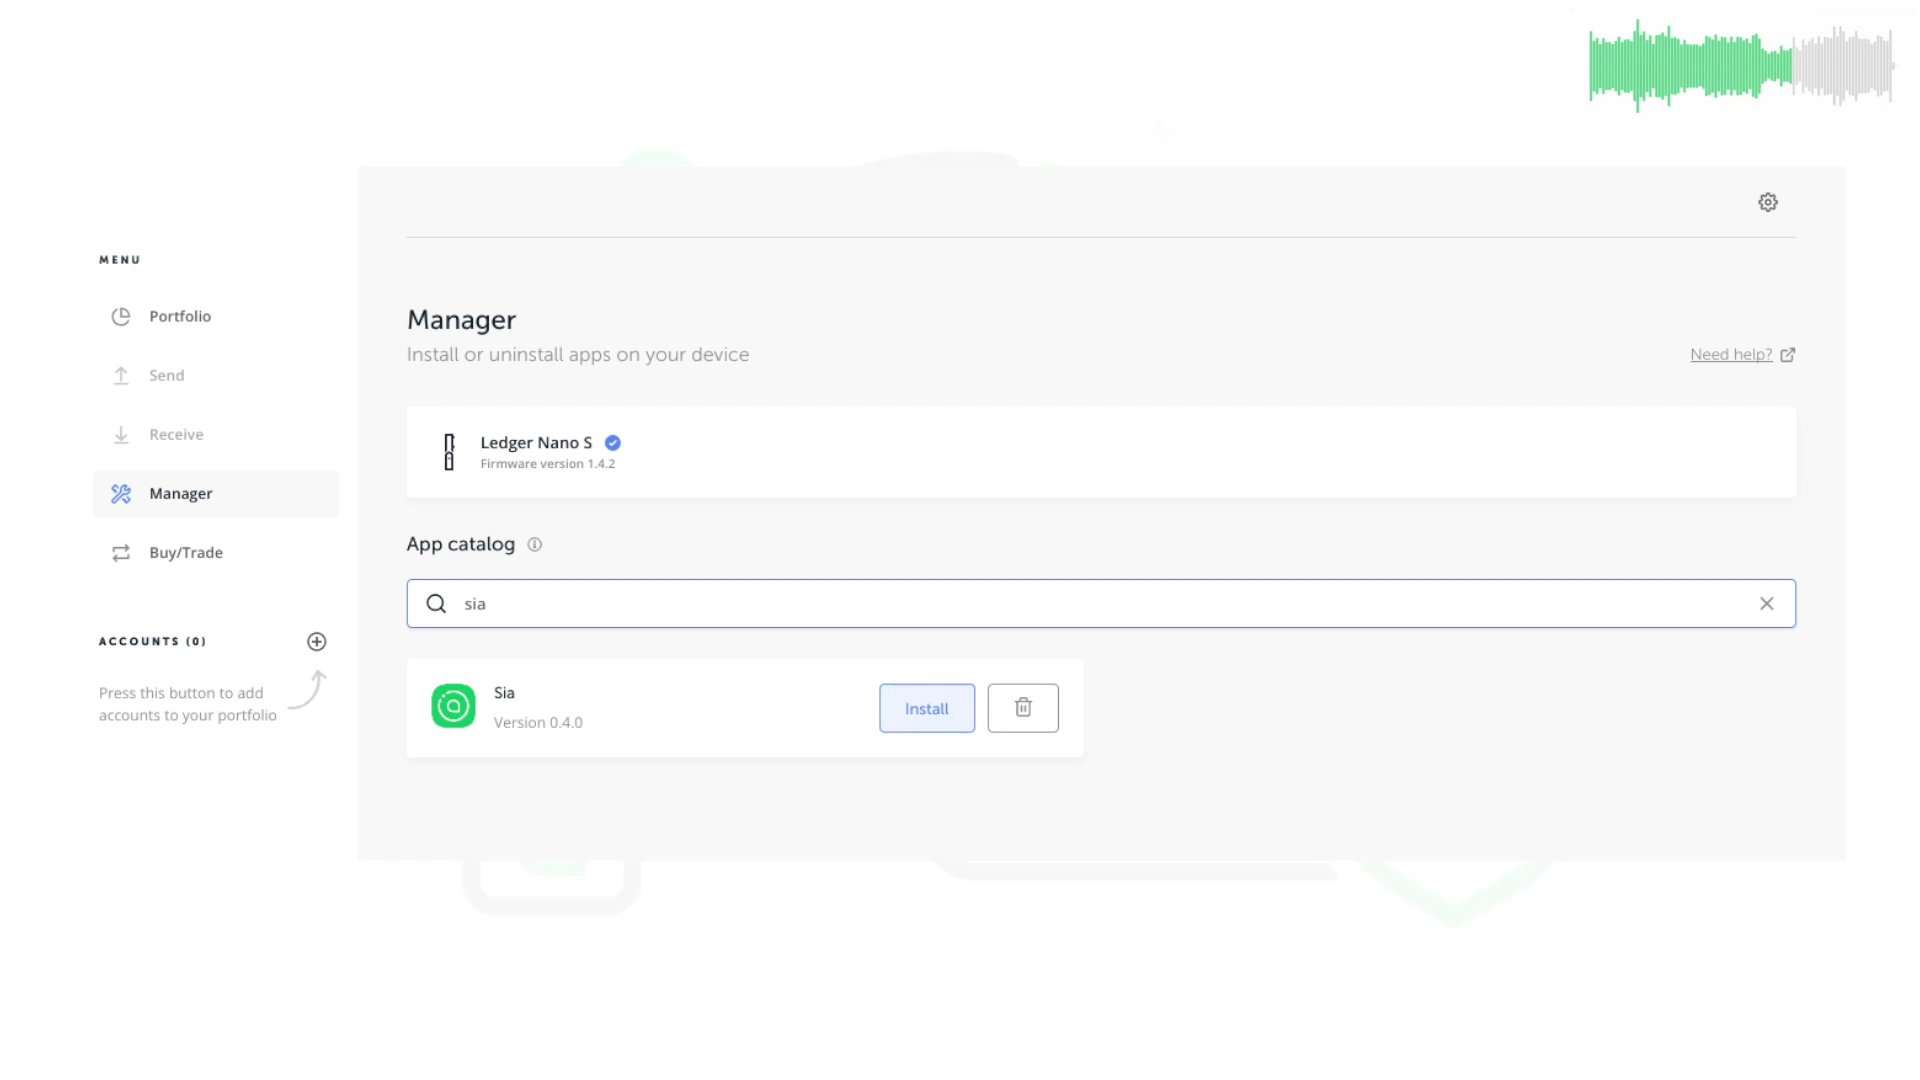 MENU
Portfolio
Send
Receive
Manager
Buy/Trade
ACCOUNTS (0)
Press this button to add
accounts to your portfolio
Manager
Install or uninstall apps on your device
Need help?
Ledger Nano S
Firmware version 1.4.2
App catalog
sia
Sia
Version 0.4.0
Install